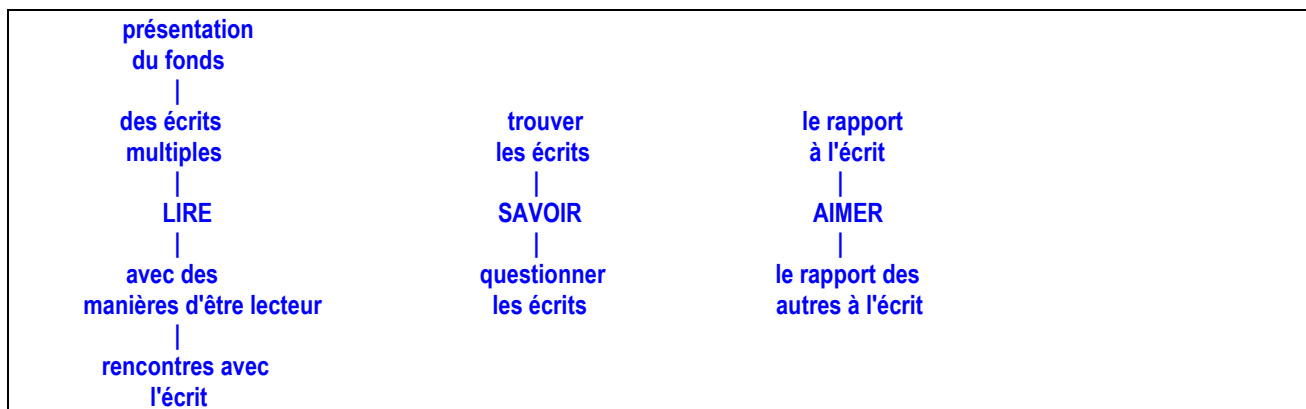 présentation
du fonds
|
des écrits trouver le rapport
multiples les écrits à l'écrit
| | |
LIRE SAVOIR AIMER
| | |
avec des questionner le rapport des
manières d'être lecteur les écrits autres à l'écrit
|
rencontres avec
l'écrit